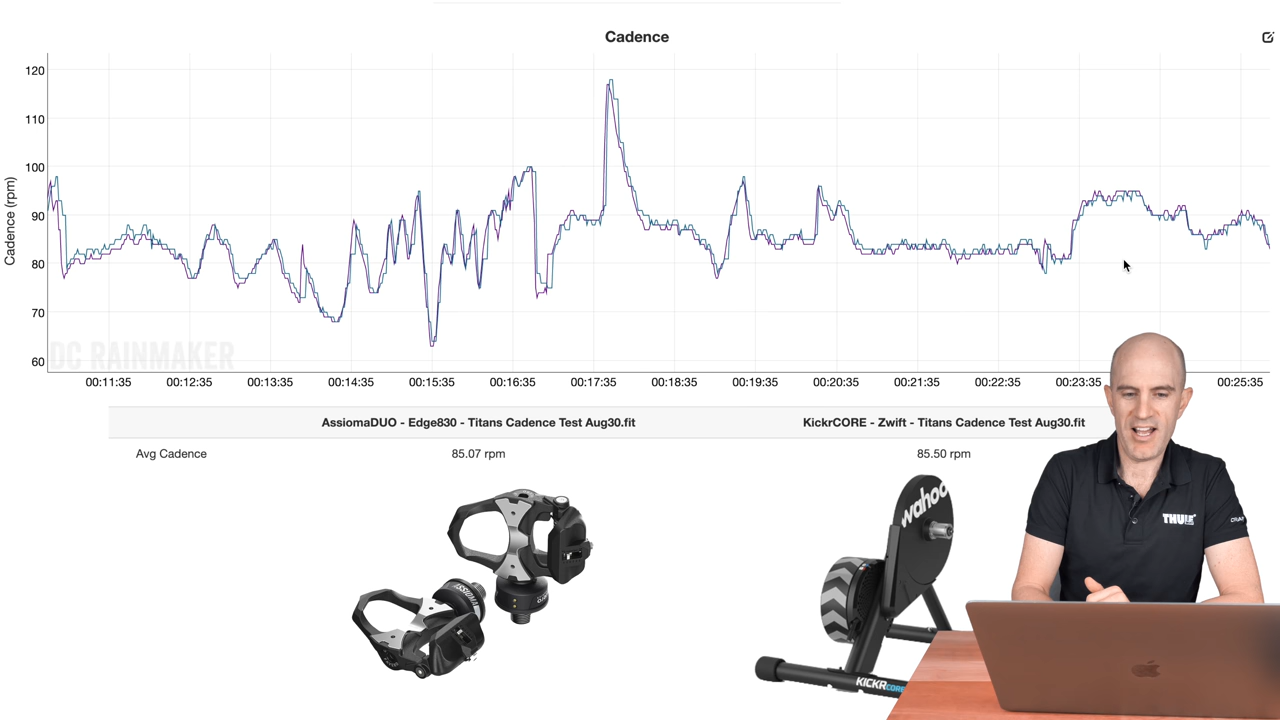 Cadence
120
110
100
90
80
70
60
Cadence (rpm)
DC RAINMAKER
00:11:35 00:12:35 00:13:35 00:14:35 00:15:35 00:16:35 00:17:35 00:18:35 00:19:35 00:20:35 00:21:35 00:22:35 00:23:35 00:25:35
AssiomaDUO - Edge830 - Titans Cadence Test Aug30.fit KickrCORE - Zwift - Titans Cadence Test Aug30.fit
Avg Cadence 85.07 rpm 85.50 rpm
wahoo
ASSIOMA
THULE
KICKR CORE